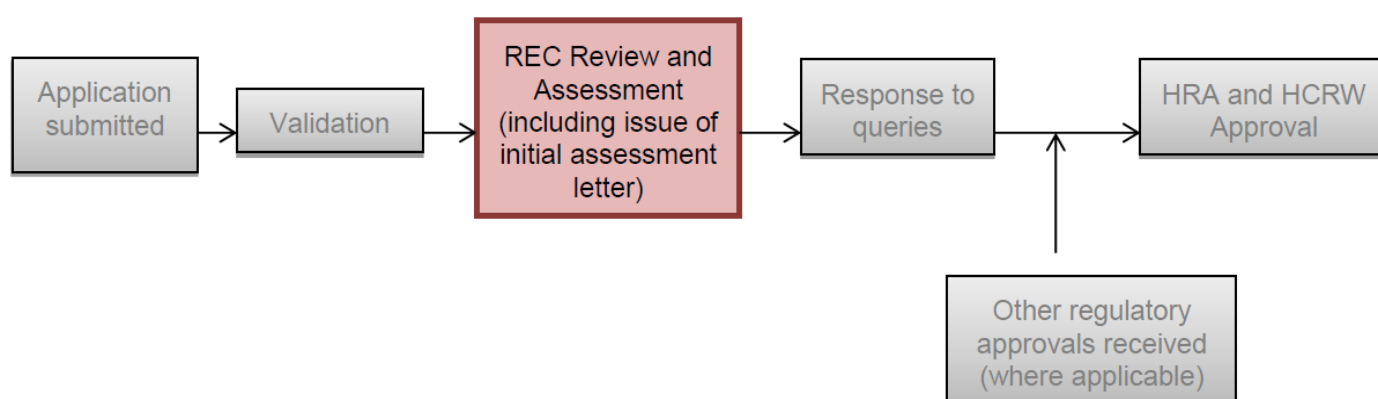 Application
submitted
Validation
REC Review and
Assessment
(including issue of
initial assessment
letter)
Response to
queries
HRA and HCRW
Approval
Other regulatory
approvals received
(where applicable)